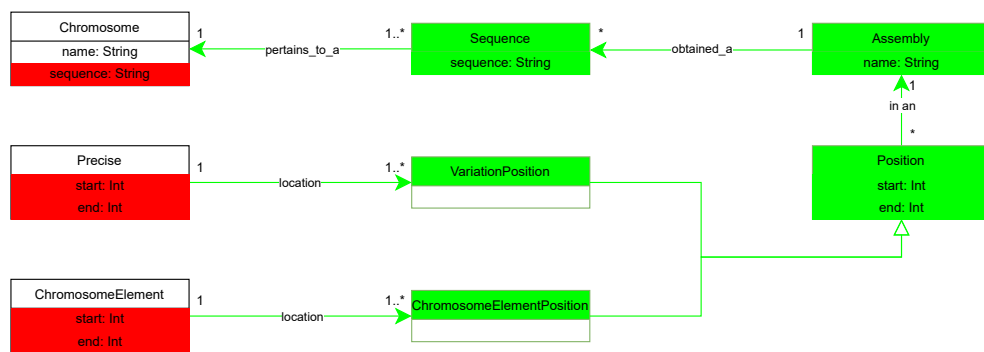 Chromosome
name: String
sequence: String
1
pertains_to_a
1..*
Sequence
sequence: String
*
obtained_a
1
Assembly
name: String
1
in an
*
Precise
start: Int
end: Int
1
location
1..*
VariationPosition
Position
start: Int
end: Int
ChromosomeElement
start: Int
end: Int
1
location
1..*
ChromosomeElementPosition